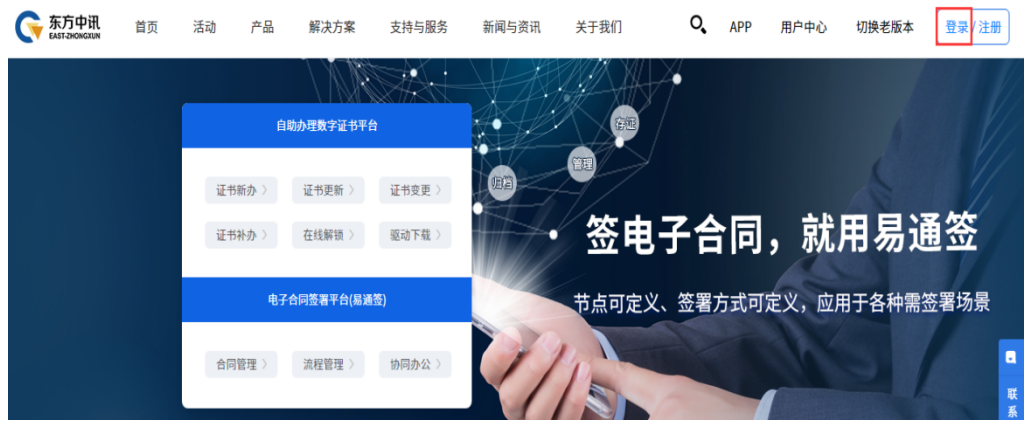 东方中讯
EAST-ZHONGXUN
首页 活动 产品 解决方案 支持与服务 新闻与资讯 关于我们 APP 用户中心 切换老版本 登录/注册
自助办理数字证书平台
证书新办 》 证书更新 》 证书变更 》
证书补办 》 在线解锁 》 驱动下载 》
电子合同签署平台(易通签)
合同管理 》 流程管理 》 协同办公 》
存证
管理
归档
签电子合同，就用易通签
节点可定义、签署方式可定义，应用于各种需签署场景
联
系